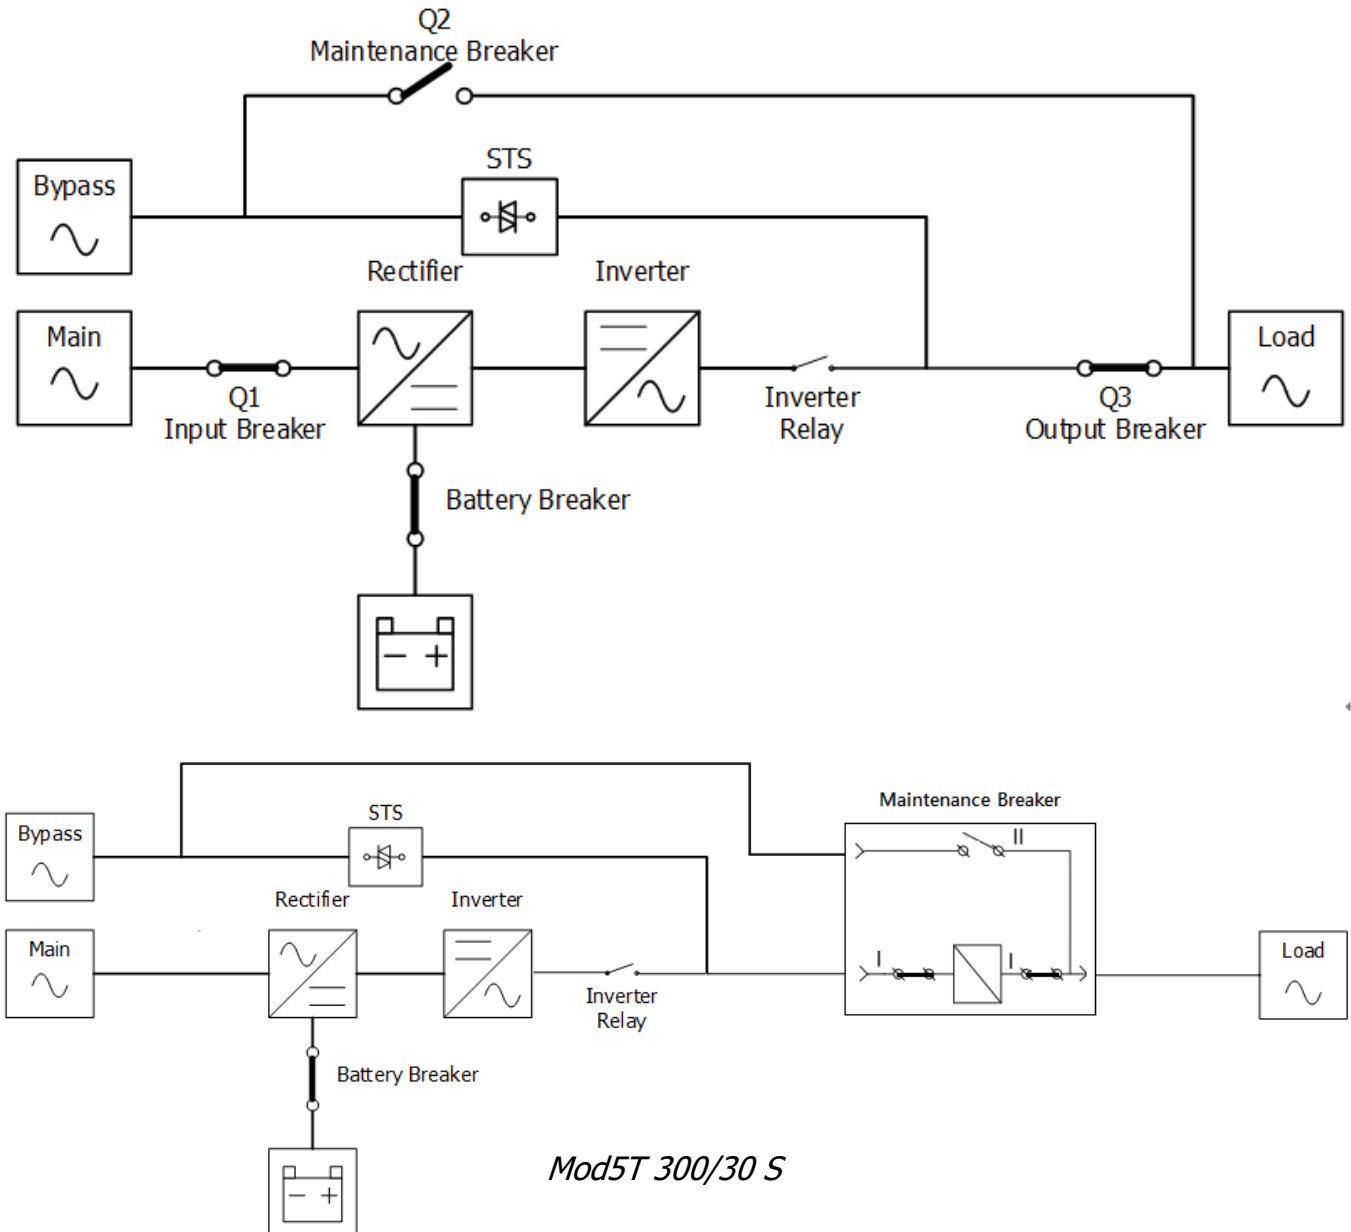 Q2
Maintenance Breaker
STS
Bypass
Rectifier
Inverter
Main
Load
Q1
Input Breaker
Inverter
Relay
Q3
Output Breaker
Battery Breaker
− +
Maintenance Breaker
STS
Bypass
II
Rectifier
Inverter
Main
Load
I
I
Inverter
Relay
Battery Breaker
Mod5T 300/30 S
− +